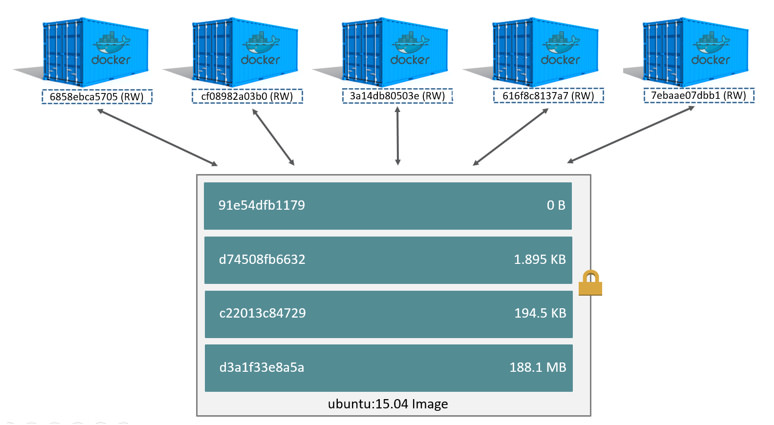 docker docker docker docker docker
6858ebca5705 (RW) cf08982a03b0 (RW) 3a14db80503e (RW) 616f8c8137a7 (RW) 7ebaae07dbb1 (RW)
91e54dfb1179 0 B
d74508fb6632 1.895 KB
c22013c84729 194.5 KB
d3a1f33e8a5a 188.1 MB
ubuntu:15.04 Image